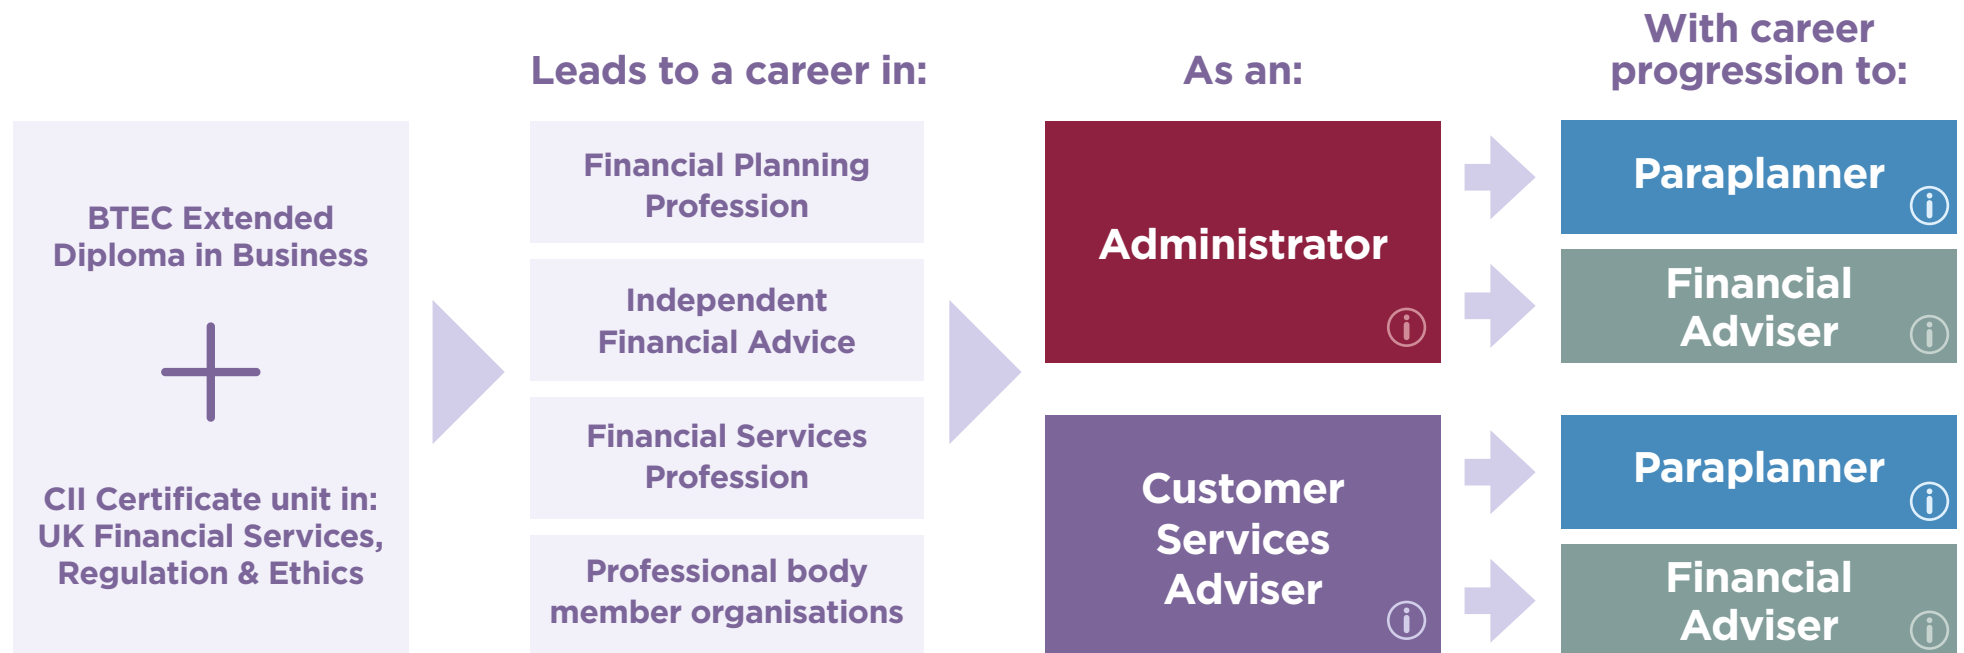 BTEC Extended
Diploma in Business
CII Certificate unit in:
UK Financial Services,
Regulation & Ethics
Leads to a career in:
Financial Planning
Profession
Independent
Financial Advice
Financial Services
Profession
Professional body
member organisations
As an:
Administrator
Customer
Services
Adviser
With career
progression to:
Paraplanner
Financial
Adviser
Paraplanner
Financial
Adviser